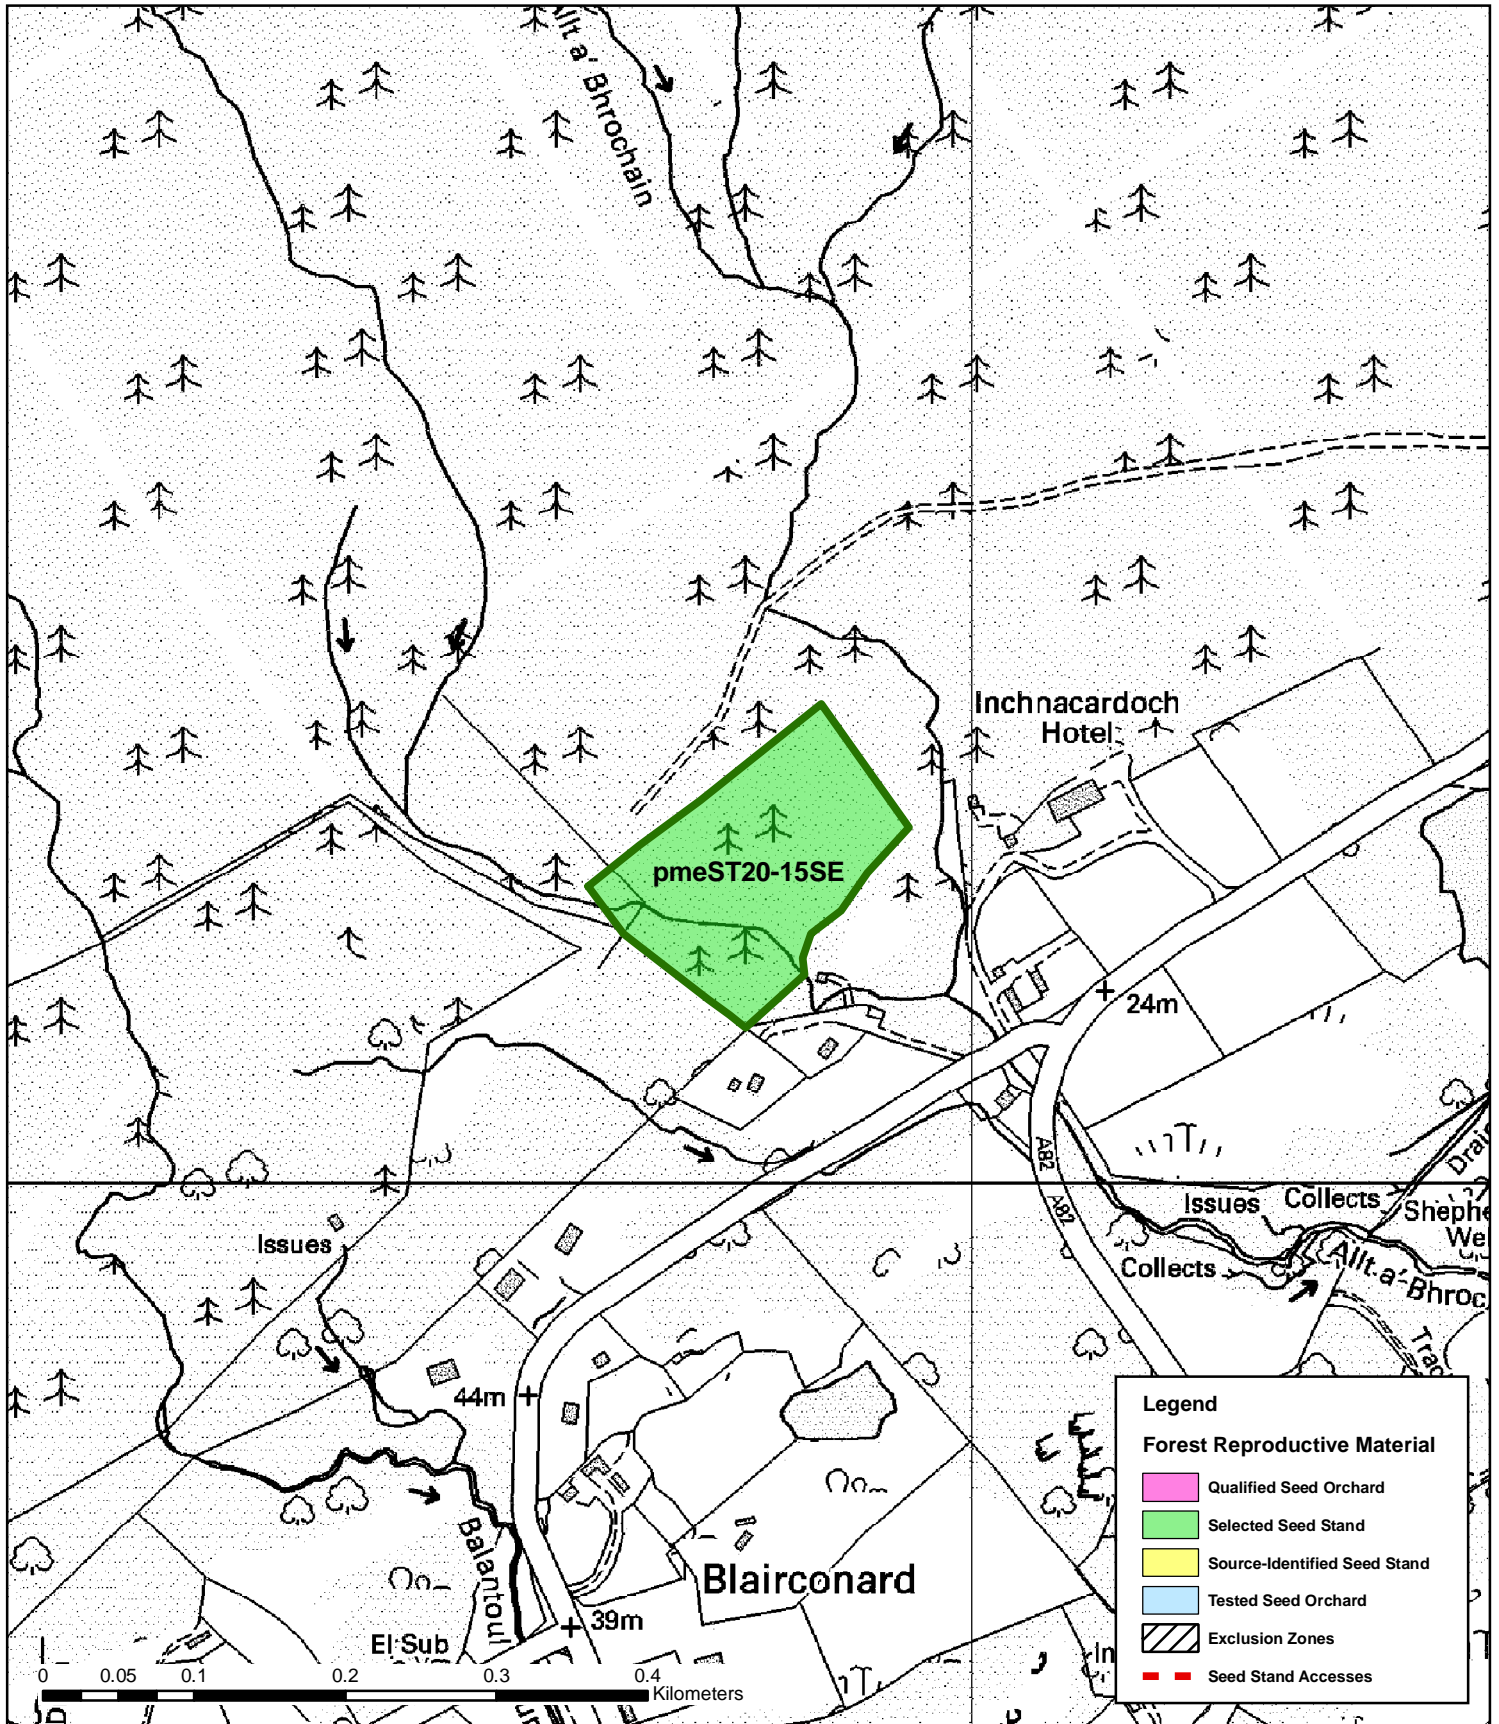 Allt a' Bhrochain
Inchnacardoch
Hotel
pmeST20-15SE
24m
A82
A82
Issues
Collects
Collects
Allt a' Bhroc
Issues
44m
Balantoul
Blairconard
39m
El Sub
0 0.05 0.1 0.2 0.3 0.4
Kilometers
Legend
Forest Reproductive Material
Qualified Seed Orchard
Selected Seed Stand
Source-Identified Seed Stand
Tested Seed Orchard
Exclusion Zones
Seed Stand Accesses